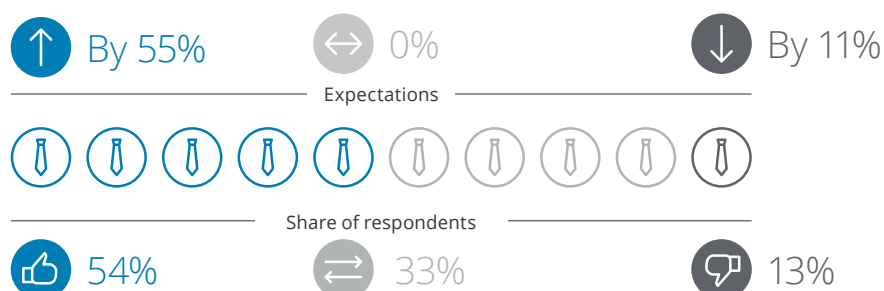 By 55% 0% By 11%
Expectations
Share of respondents
54% 33% 13%